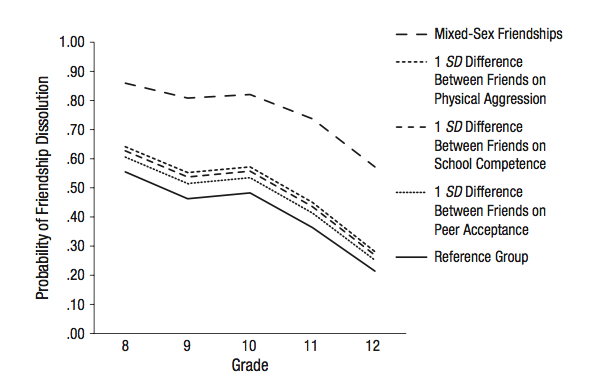 1.00
.90
.80
.70
.60
.50
.40
.30
.20
.10
.00
Probability of Friendship Dissolution
8 9 10 11 12
Grade
Mixed-Sex Friendships
1 SD Difference
Between Friends on
Physical Aggression
1 SD Difference
Between Friends on
School Competence
1 SD Difference
Between Friends on
Peer Acceptance
Reference Group